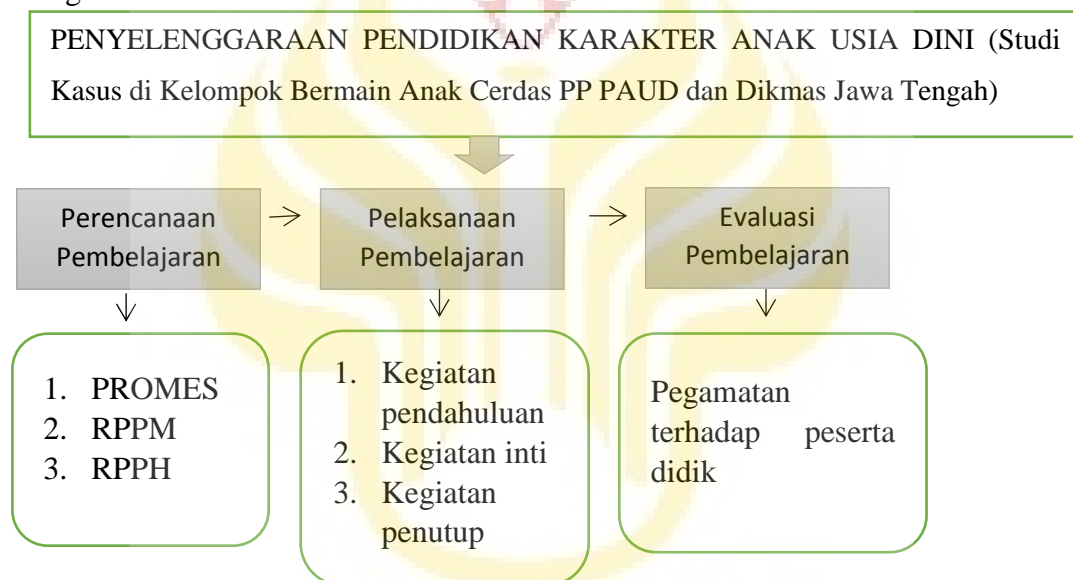 PENYELENGGARAAN PENDIDIKAN KARAKTER ANAK USIA DINI (Studi
Kasus di Kelompok Bermain Anak Cerdas PP PAUD dan Dikmas Jawa Tengah)
Perencanaan
Pembelajaran
Pelaksanaan
Pembelajaran
Evaluasi
Pembelajaran
1. PROMES
2. RPPM
3. RPPH
1. Kegiatan
pendahuluan
2. Kegiatan inti
3. Kegiatan
penutup
Pegamatan
terhadap peserta
didik